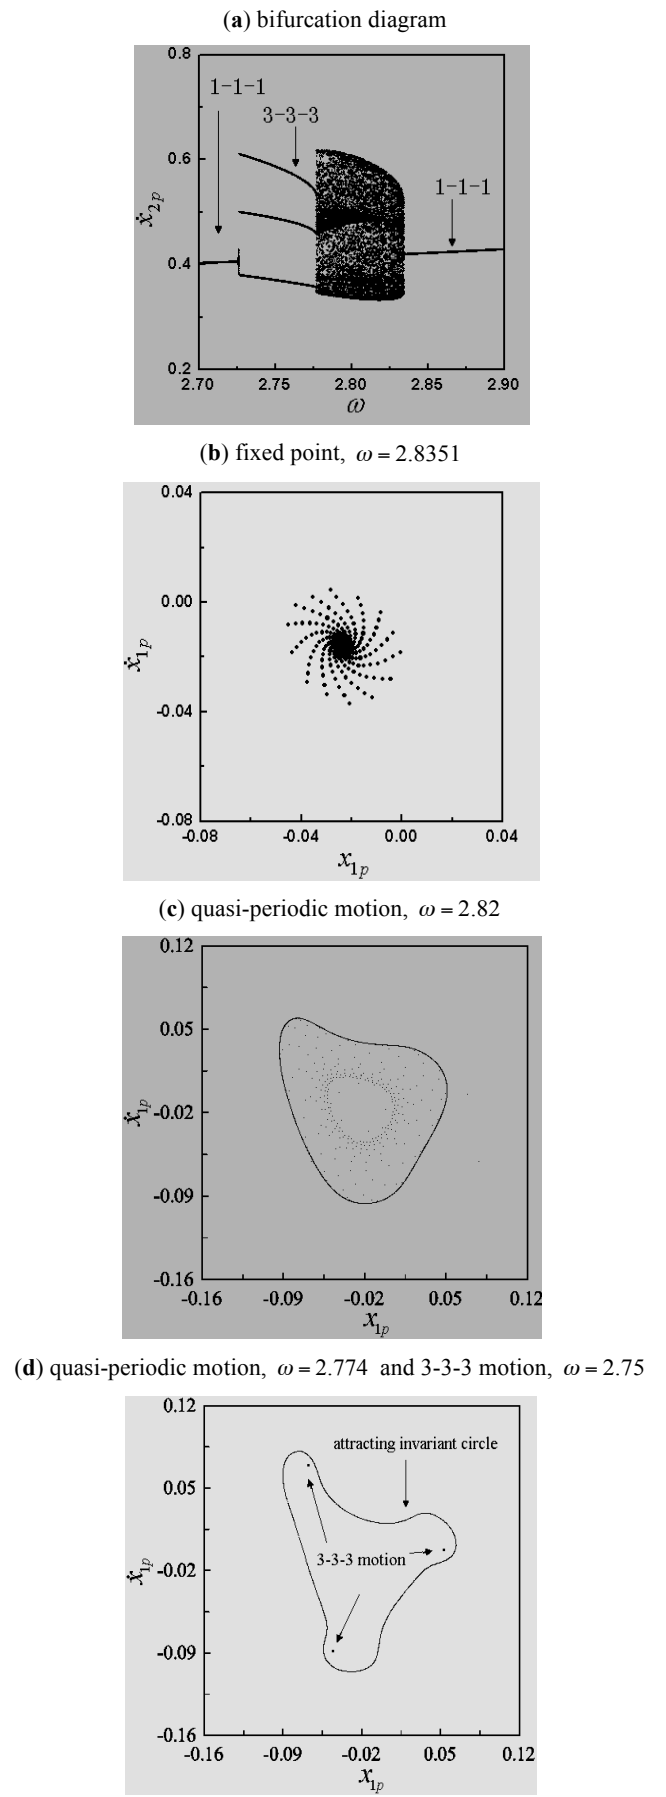 (a) bifurcation diagram
0.8
1-1-1
3-3-3
0.6
1-1-1
ẋ2p
0.4
0.2
2.70 2.75 2.80 2.85 2.90
ω
(b) fixed point, ω = 2.8351
0.04
0.00
ẋ1p
-0.04
-0.08
-0.08 -0.04 0.00 0.04
x1p
(c) quasi-periodic motion, ω = 2.82
0.12
0.05
ẋ1p
-0.02
-0.09
-0.16
-0.16 -0.09 -0.02 0.05 0.12
x1p
(d) quasi-periodic motion, ω = 2.774 and 3-3-3 motion, ω = 2.75
0.12
attracting invariant circle
0.05
3-3-3 motion
ẋ1p
-0.02
-0.09
-0.16
-0.16 -0.09 -0.02 0.05 0.12
x1p